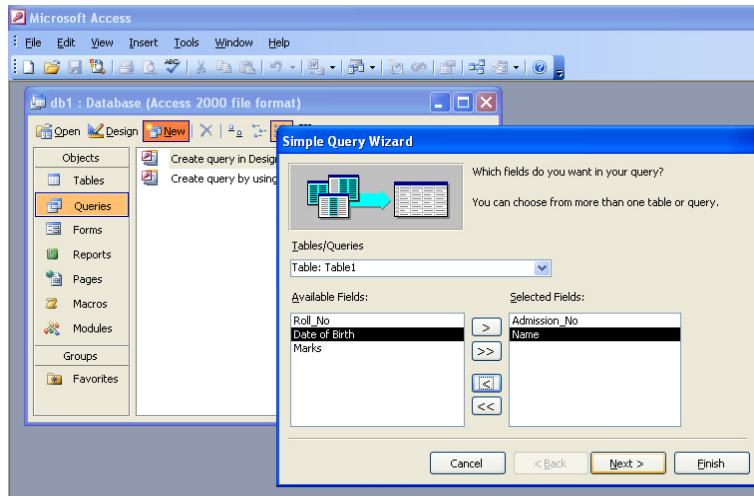 Microsoft Access
File Edit View Insert Tools Window Help
db1 : Database (Access 2000 file format)
Open Design New
Objects
Tables
Queries
Forms
Reports
Pages
Macros
Modules
Groups
Favorites
Create query in Desig
Create query by using
Simple Query Wizard
Which fields do you want in your query?
You can choose from more than one table or query.
Tables/Queries
Table: Table1
Available Fields:
Roll_No
Date of Birth
Marks
>
>>
<
<<
Selected Fields:
Admission_No
Name
Cancel < Back Next > Finish